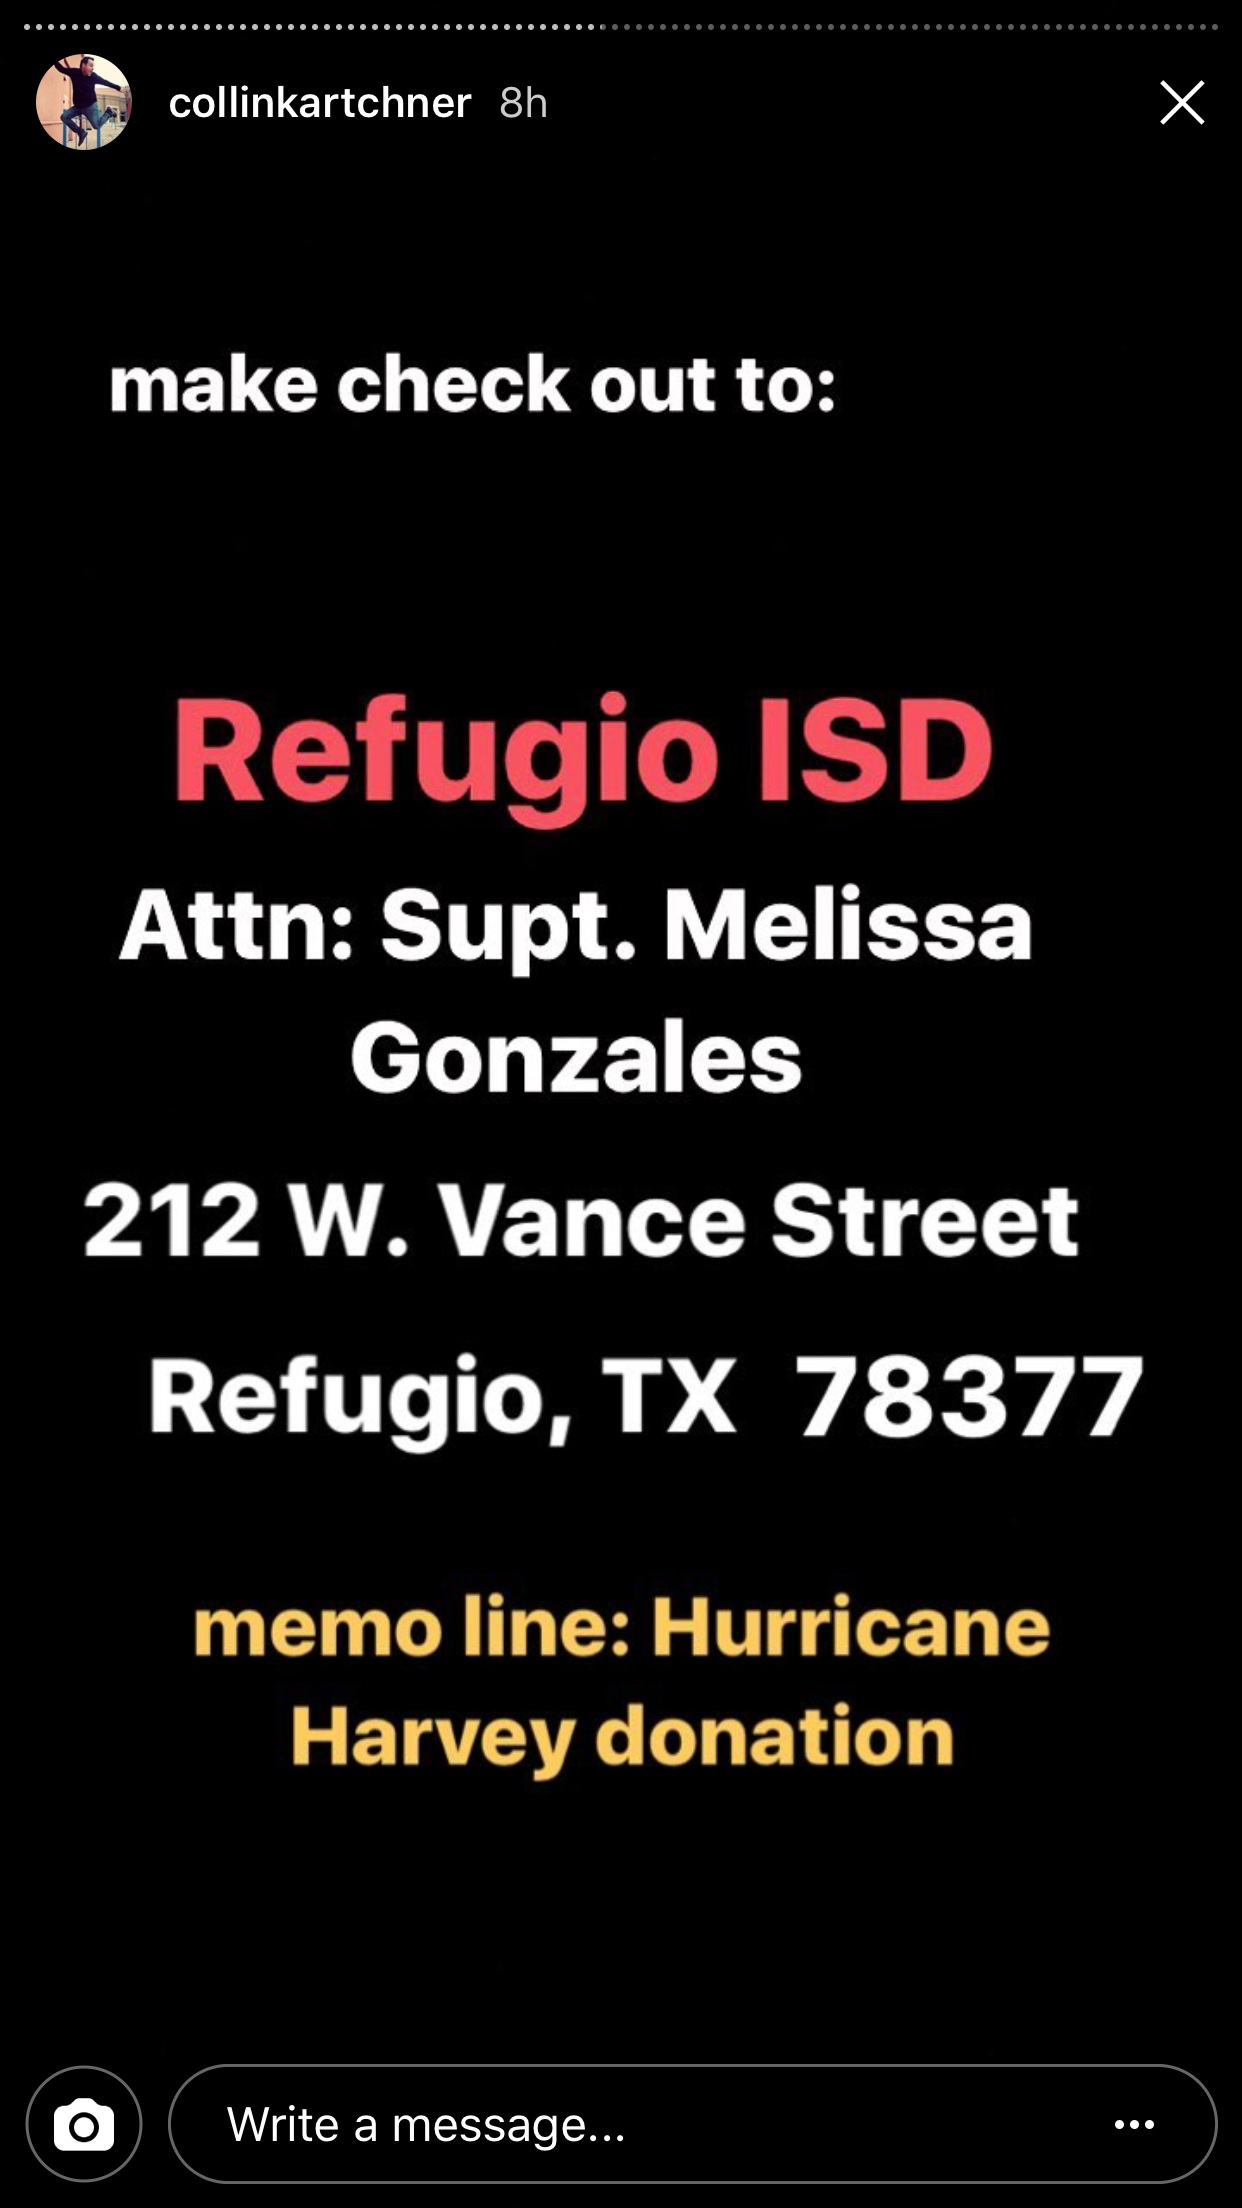 collinkartchner 8h
make check out to:
Refugio ISD
Attn: Supt. Melissa
Gonzales
212 W. Vance Street
Refugio, TX 78377
memo line: Hurricane
Harvey donation
Write a message...